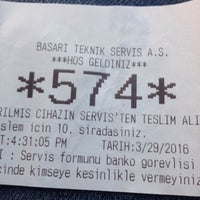 BASARI TEKNIK SERVIS A.S.
***HOS GELDINIZ***
*574*
RILMIS CIHAZIN SERVIS'TEN TESLIM ALI
slem icin 10. siradasiniz.
T:4:31:05 PM TARIH:3/29/2016
I : Servis formunu banko gorevlisi
cinde kimseye kesinlikle vermeyiniz